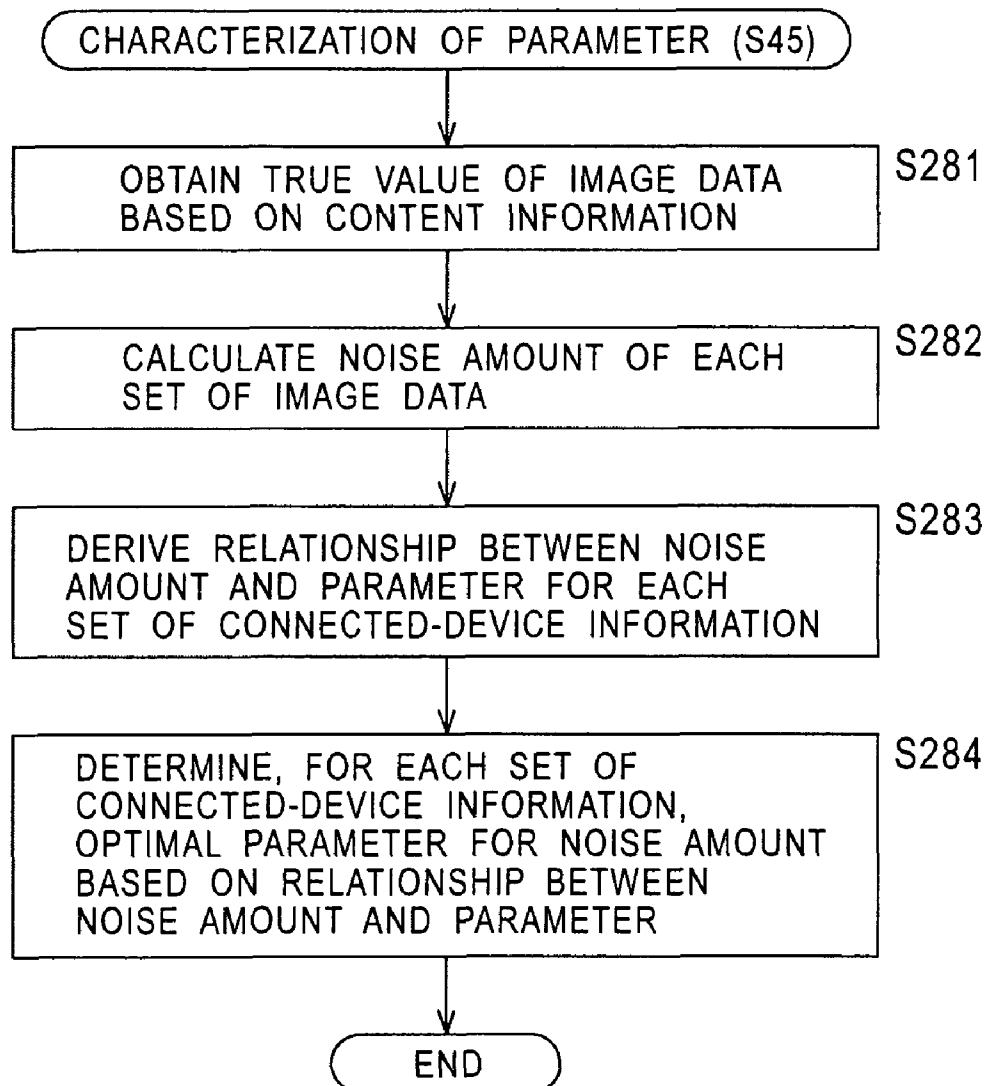 CHARACTERIZATION OF PARAMETER (S45)
S281
OBTAIN TRUE VALUE OF IMAGE DATA
BASED ON CONTENT INFORMATION
S282
CALCULATE NOISE AMOUNT OF EACH
SET OF IMAGE DATA
S283
DERIVE RELATIONSHIP BETWEEN NOISE
AMOUNT AND PARAMETER FOR EACH
SET OF CONNECTED-DEVICE INFORMATION
S284
DETERMINE, FOR EACH SET OF
CONNECTED-DEVICE INFORMATION,
OPTIMAL PARAMETER FOR NOISE AMOUNT
BASED ON RELATIONSHIP BETWEEN
NOISE AMOUNT AND PARAMETER
END